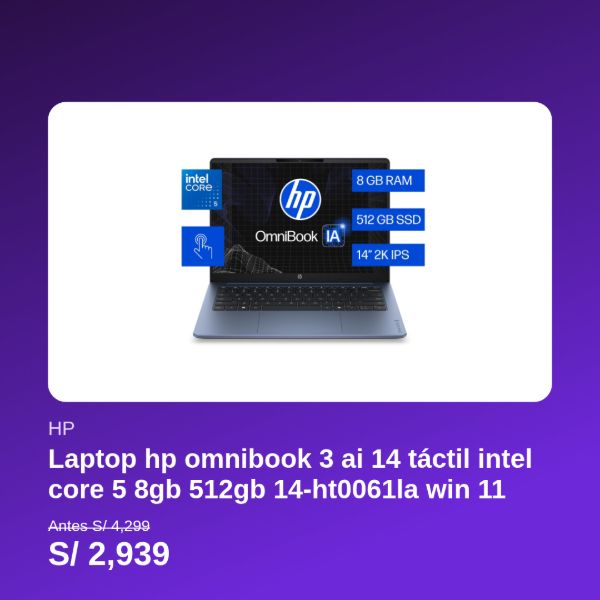 intel
CORE
5
hp
OmniBook IA
8 GB RAM
512 GB SSD
14" 2K IPS
HP
Laptop hp omnibook 3 ai 14 táctil intel
core 5 8gb 512gb 14-ht0061la win 11
Antes S/ 4,299
S/ 2,939